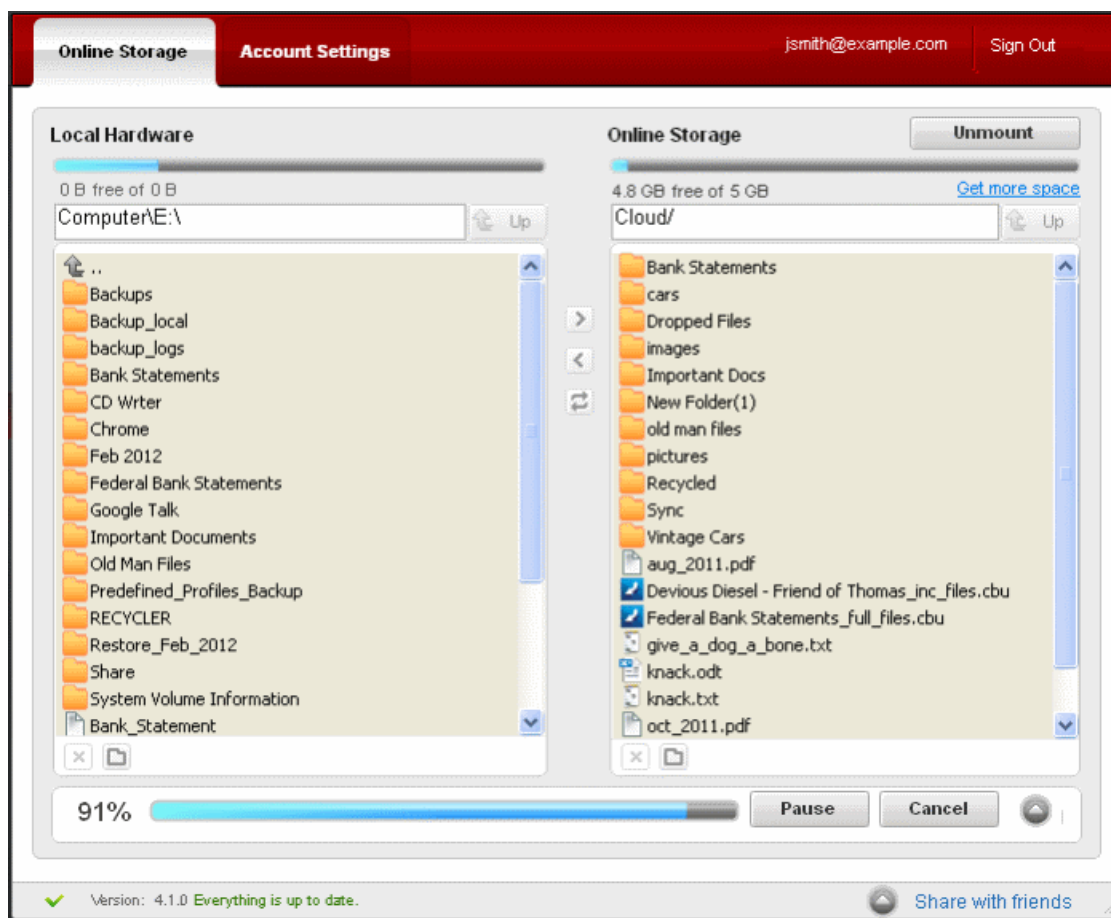 Online Storage
Account Settings
jsmith@example.com
Sign Out
Local Hardware
0 B free of 0 B
Computer\E:\
Up
..
Backups
Backup_local
backup_logs
Bank Statements
CD Wrter
Chrome
Feb 2012
Federal Bank Statements
Google Talk
Important Documents
Old Man Files
Predefined_Profiles_Backup
RECYCLER
Restore_Feb_2012
Share
System Volume Information
Bank_Statement
Online Storage
Unmount
4.8 GB free of 5 GB
Get more space
Cloud/
Up
Bank Statements
cars
Dropped Files
images
Important Docs
New Folder(1)
old man files
pictures
Recycled
Sync
Vintage Cars
aug_2011.pdf
Devious Diesel - Friend of Thomas_inc_files.cbu
Federal Bank Statements_full_files.cbu
give_a_dog_a_bone.txt
knack.odt
knack.txt
oct_2011.pdf
91%
Pause
Cancel
Version: 4.1.0 Everything is up to date.
Share with friends